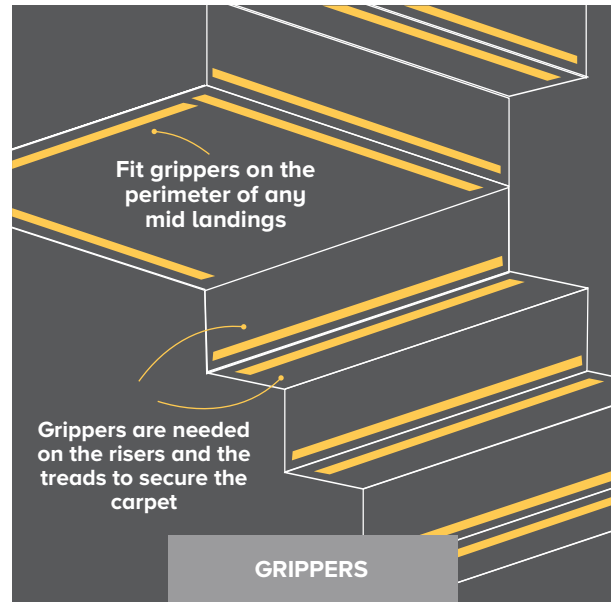 Fit grippers on the
perimeter of any
mid landings
Grippers are needed
on the risers and the
treads to secure the
carpet
GRIPPERS